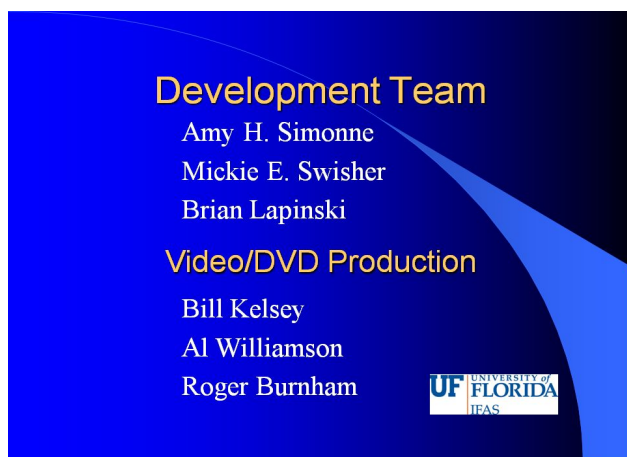 Development Team
Amy H. Simonne
Mickie E. Swisher
Brian Lapinski
Video/DVD Production
Bill Kelsey
Al Williamson
Roger Burnham
UF UNIVERSITY of
FLORIDA
IFAS